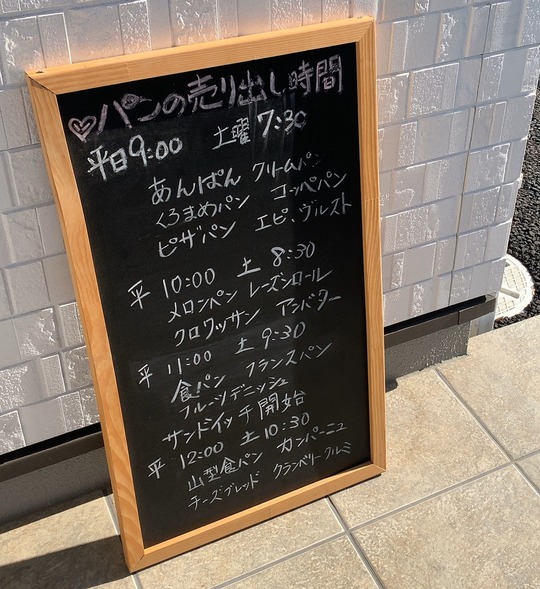 ♡パンの売り出し時間
平日9:00 土曜7:30
あんぱん クリームパン
くろまめパン コッペパン
ピザパン エピ、ヴルスト
平 10:00 土 8:30
メロンパン レーズンロール
クロワッサン アンバター
平 11:00 土 9:30
食パン フランスパン
フルーツデニッシュ
サンドイッチ開始
平 12:00 土 10:30
山型食パン カンパーニュ
チーズブレッド クランベリークルミ